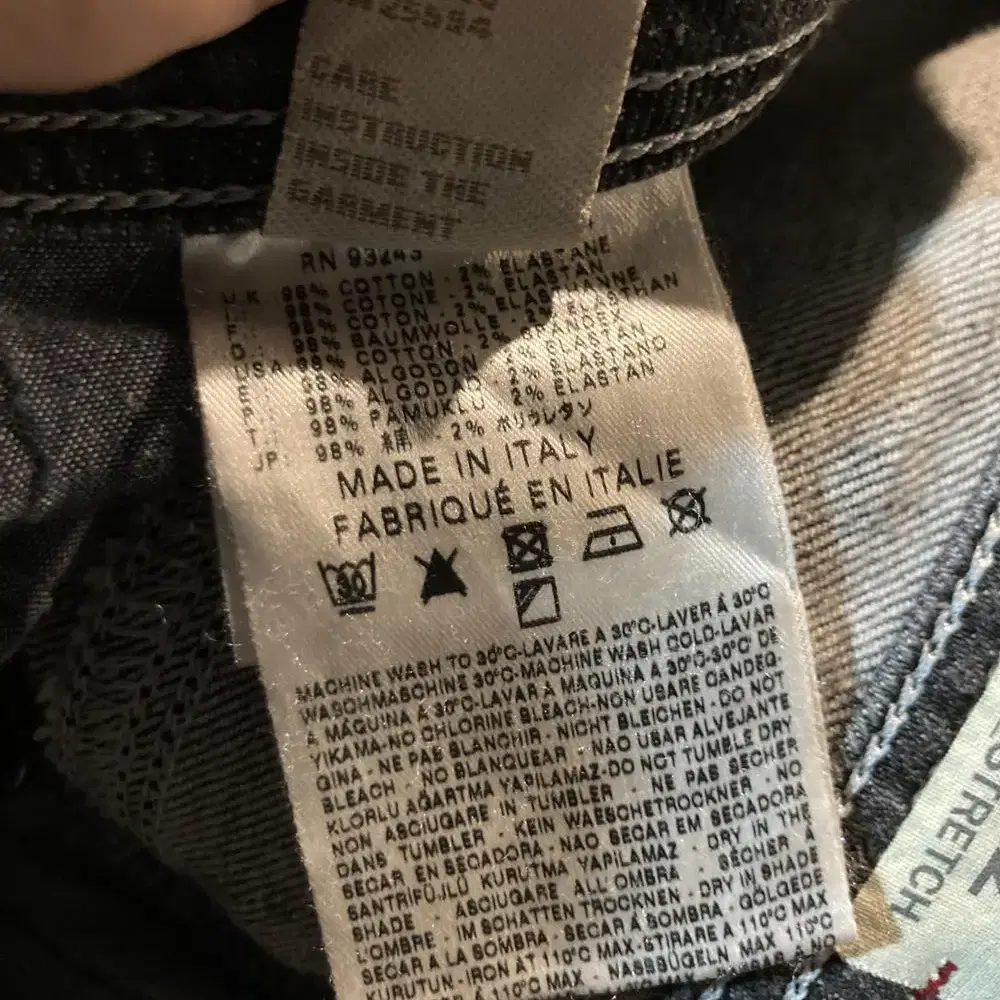 CARE
INSTRUCTION
INSIDE THE
GARMENT
RN 93243
UK 98% COTTON - 2% ELASTANE
98% COTONE - 2% ELASTAN
98% COTON - 2% ELASTHANNE
98% BAUMWOLLE - 2% ELASTHAN
USA 98% COTTON - 2% SPANDEX
98% ALGODON - 2% ELASTAN
98% ALGODAO - 2% ELASTANO
98% PAMUKLU 2% ELASTAN
JP: 98% 綿 - 2% ポリウレタン
MADE IN ITALY
FABRIQUÉ EN ITALIE
30
MACHINE WASH TO 30°C-LAVARE A 30°C-LAVER Á 30°C
WASCHMASCHINE 30°C-MACHINE WASH COLD-LAVAR
A MÁQUINA A 30°C-LAVAR Á MAQUINA A 30°C-30°C DE
YIKAMA-NO CHLORINE BLEACH-NON USARE CANDEG-
GINA - NE PAS BLANCHIR - NICHT BLEICHEN - DO NOT
BLEACH - NO BLANQUEAR - NAO USAR ALVEJANTE
KLORLU AĞARTMA YAPILAMAZ-DO NOT TUMBLE DRY
NON ASCIUGARE IN TUMBLER - NE PAS SÉCHER
DANS TUMBLER - KEIN WAESCHETROCKNER - NO
SECAR EN SECADORA - NAO SECAR EM SECADORA
SANTRIFÜJLÜ KURUTMA YAPILAMAZ - DRY IN THE
SHADE - ASCIUGARE ALL'OMBRA - SÉCHER Á
L'OMBRE - IM SCHATTEN TROCKNEN - DRY IN SHADE
SECAR A LA SOMBRA - SECAR Á SOMBRA - GÖLGEDE
KURUTUN - IRON AT 110°C MAX - STIRARE A 110°C MAX
Á 110°C MAX - NASSBÜGELN MAX 110°C
STRETCH